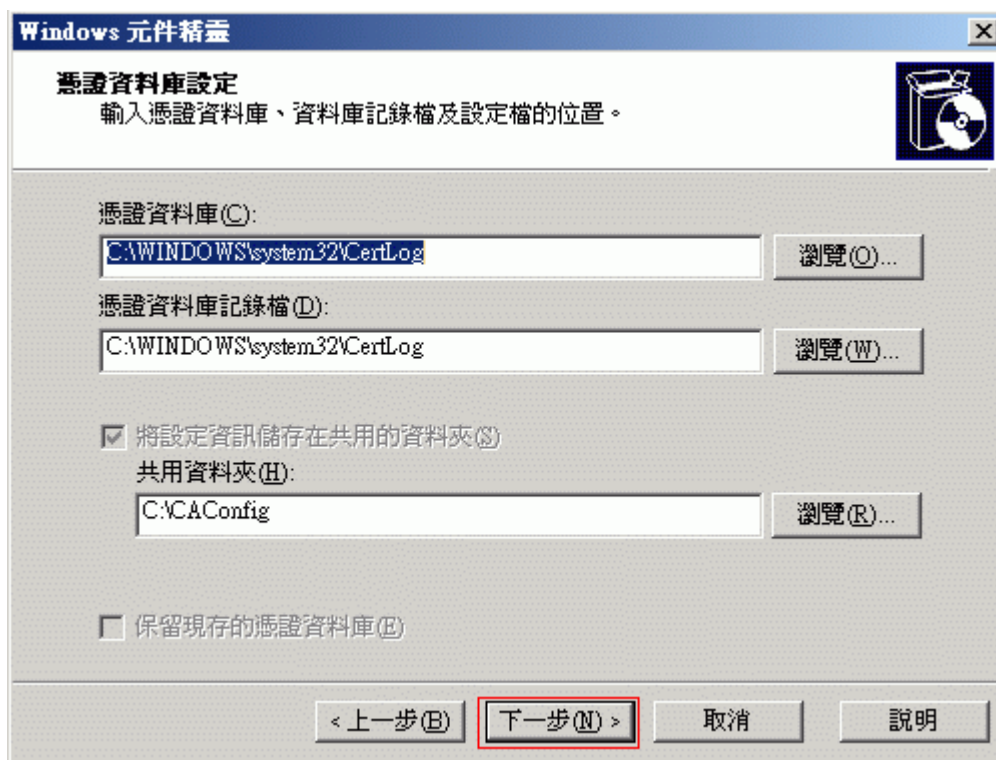 Windows 元件精靈
憑證資料庫設定
輸入憑證資料庫、資料庫記錄檔及設定檔的位置。
憑證資料庫(C):
C:\WINDOWS\system32\CertLog
瀏覽(O)...
憑證資料庫記錄檔(D):
C:\WINDOWS\system32\CertLog
瀏覽(W)...
將設定資訊儲存在共用的資料夾(S)
共用資料夾(H):
C:\CAConfig
瀏覽(R)...
保留現存的憑證資料庫(E)
<上一步(B) 下一步(N)> 取消 說明